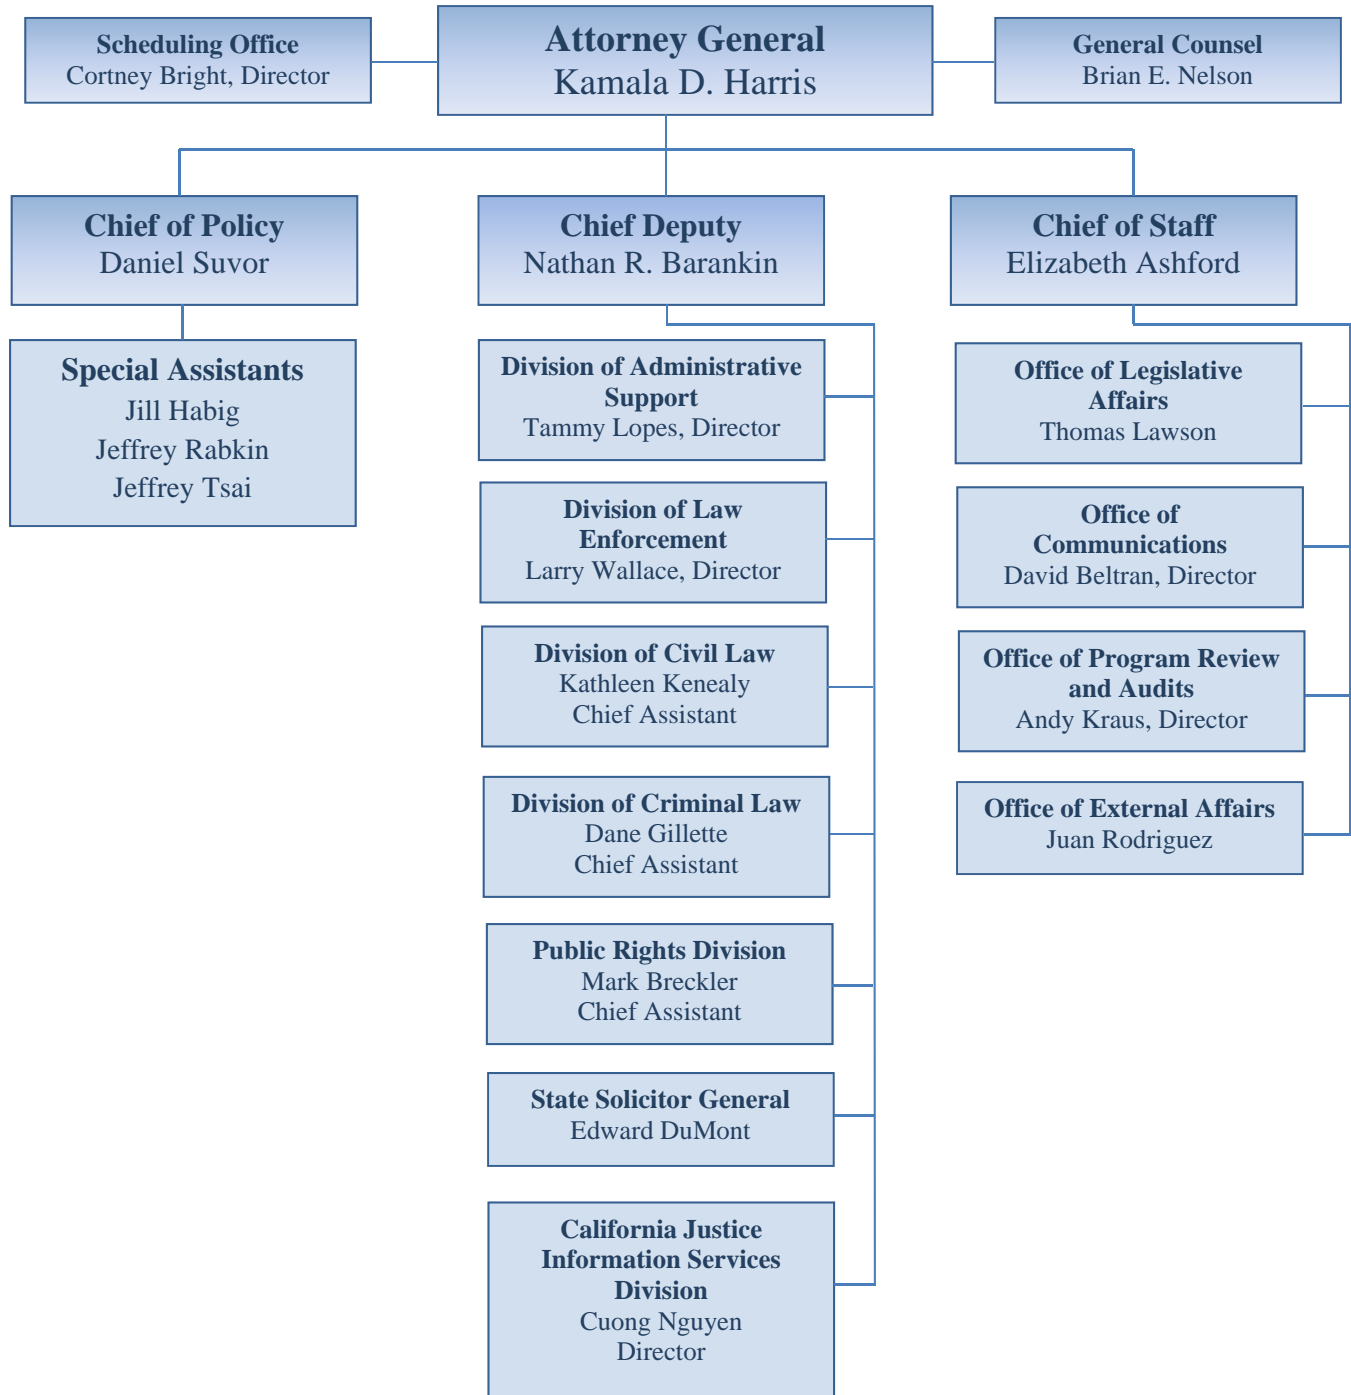 Scheduling Office
Cortney Bright, Director
Attorney General
Kamala D. Harris
General Counsel
Brian E. Nelson
Chief of Policy
Daniel Suvor
Chief Deputy
Nathan R. Barankin
Chief of Staff
Elizabeth Ashford
Special Assistants
Jill Habig
Jeffrey Rabkin
Jeffrey Tsai
Division of Administrative
Support
Tammy Lopes, Director
Division of Law
Enforcement
Larry Wallace, Director
Division of Civil Law
Kathleen Kenealy
Chief Assistant
Division of Criminal Law
Dane Gillette
Chief Assistant
Public Rights Division
Mark Breckler
Chief Assistant
State Solicitor General
Edward DuMont
California Justice
Information Services
Division
Cuong Nguyen
Director
Office of Legislative
Affairs
Thomas Lawson
Office of
Communications
David Beltran, Director
Office of Program Review
and Audits
Andy Kraus, Director
Office of External Affairs
Juan Rodriguez